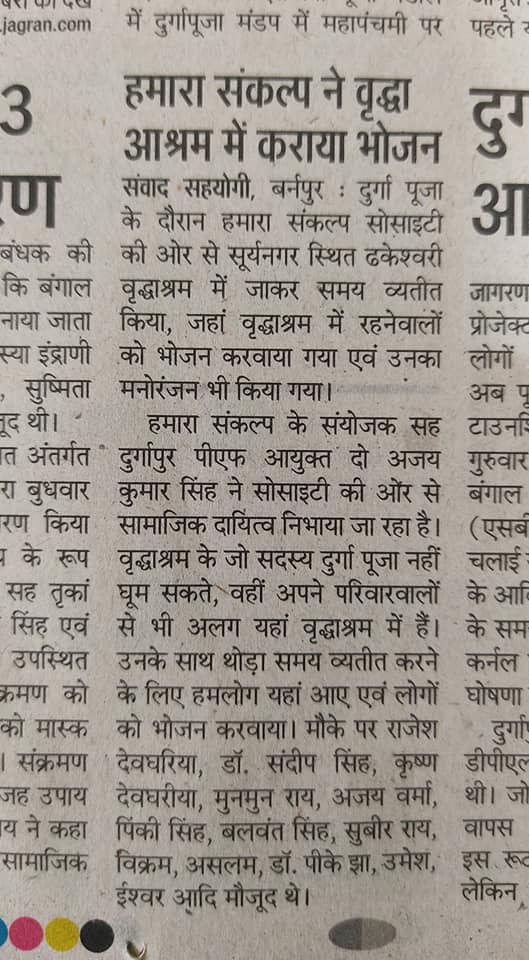 .jagran.com
3
रण
बंधक की
कि बंगाल
नाया जाता
स्या इंद्राणी
, सुष्मिता
जूद थी।
त अंतर्गत
रा बुधवार
रण किया
य के रूप
सह तृकां
सिंह एवं
उपस्थित
क्रमण को
को मास्क
। संक्रमण
जह उपाय
य ने कहा
सामाजिक
में दुर्गापूजा मंडप में महापंचमी पर
हमारा संकल्प ने वृद्धा
आश्रम में कराया भोजन
संवाद सहयोगी, बर्नपुर : दुर्गा पूजा
के दौरान हमारा संकल्प सोसाइटी
की ओर से सूर्यनगर स्थित ढकेश्वरी
वृद्धाश्रम में जाकर समय व्यतीत
किया, जहां वृद्धाश्रम में रहनेवालों
को भोजन करवाया गया एवं उनका
मनोरंजन भी किया गया।
हमारा संकल्प के संयोजक सह
दुर्गापुर पीएफ आयुक्त दो अजय
कुमार सिंह ने सोसाइटी की ओर से
सामाजिक दायित्व निभाया जा रहा है।
वृद्धाश्रम के जो सदस्य दुर्गा पूजा नहीं
घूम सकते, वहीं अपने परिवारवालों
से भी अलग यहां वृद्धाश्रम में हैं।
उनके साथ थोड़ा समय व्यतीत करने
के लिए हमलोग यहां आए एवं लोगों
को भोजन करवाया। मौके पर राजेश
देवघरिया, डॉ. संदीप सिंह, कृष्ण
देवघरीया, मुनमुन राय, अजय वर्मा,
पिंकी सिंह, बलवंत सिंह, सुबीर राय,
विक्रम, असलम, डॉ. पीके झा, उमेश,
ईश्वर आदि मौजूद थे।
पहले
दुर्ग
आ
जागरण
प्रोजेक्ट
लोगों
अब पू
टाउनशि
गुरुवार
बंगाल
(एसबी
चलाई
के आदि
के सम
कर्नल
घोषणा
दुर्गा
डीपीएल
थी। जो
वापस
इस रूट
लेकिन